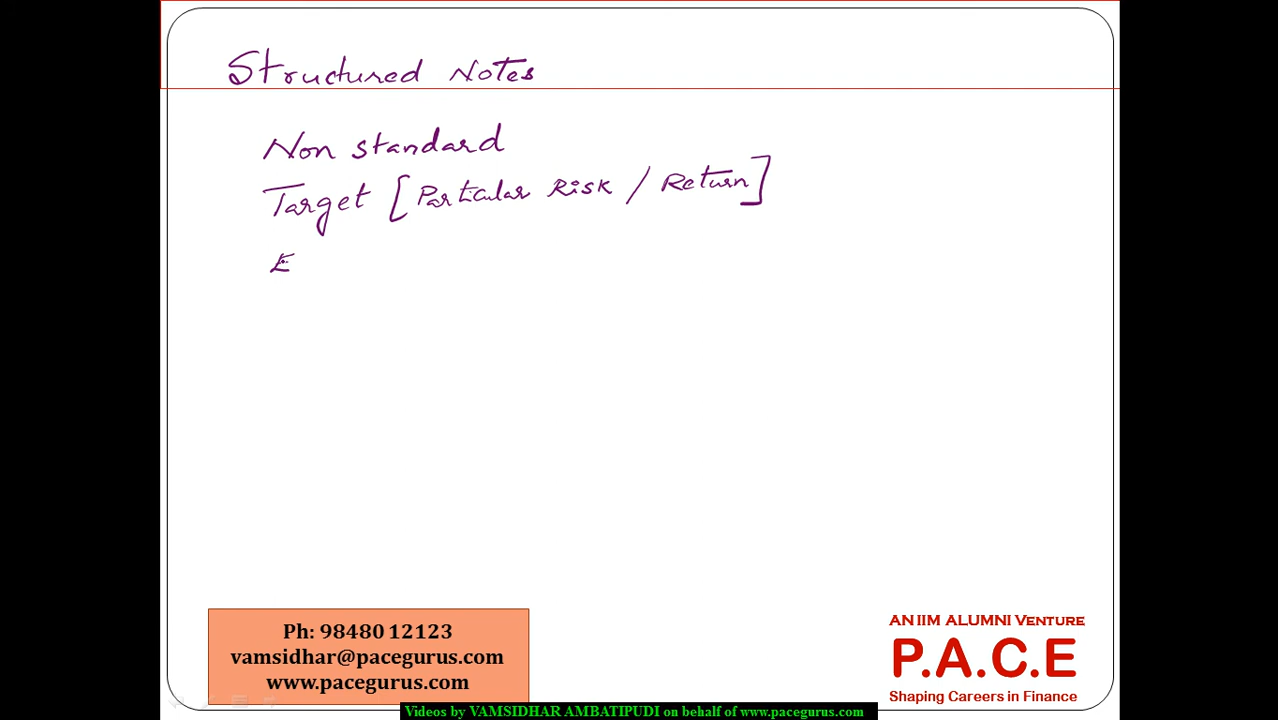 Structured Notes
Non standard
Target [Particular Risk / Return]
E
Ph: 98480 12123
vamsidhar@pacegurus.com
www.pacegurus.com
AN IIM ALUMNI VENTURE
P.A.C.E
Shaping Careers in Finance
Videos by VAMSIDHAR AMBATIPUDI on behalf of www.pacegurus.com